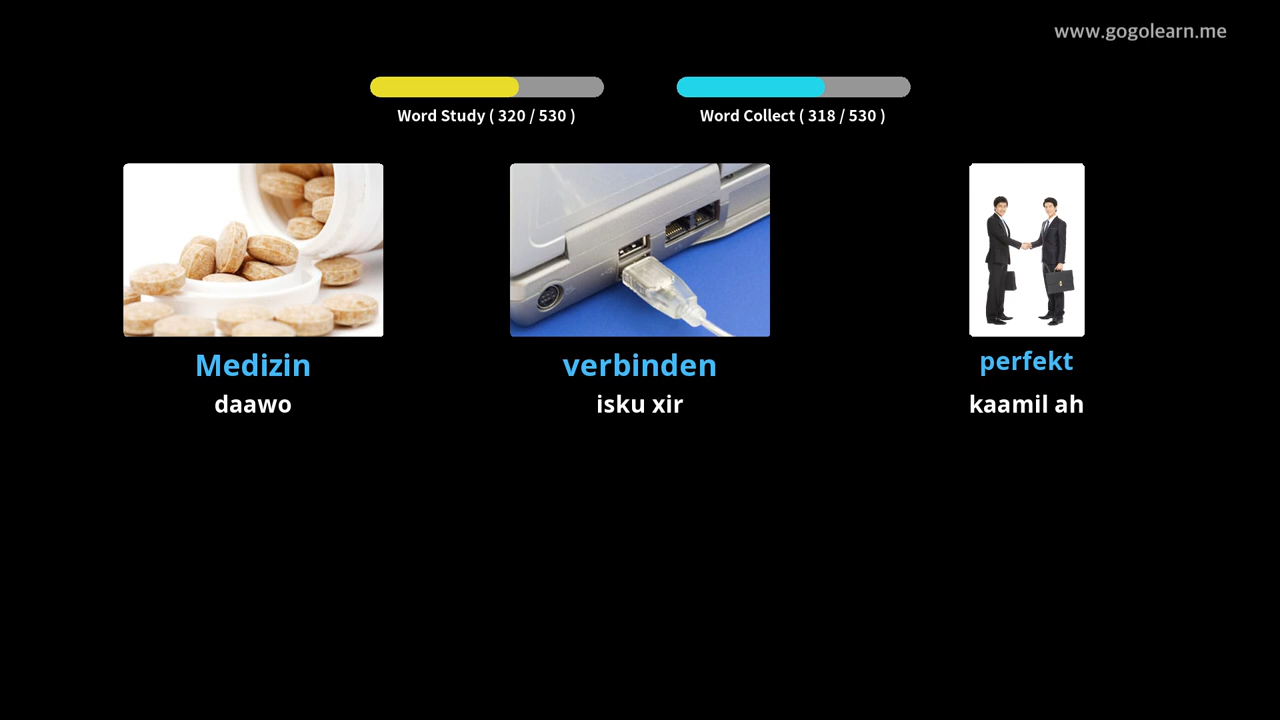 www.gogolearn.me
Word Study ( 320 / 530 )
Word Collect ( 318 / 530 )
Medizin
daawo
verbinden
isku xir
perfekt
kaamil ah